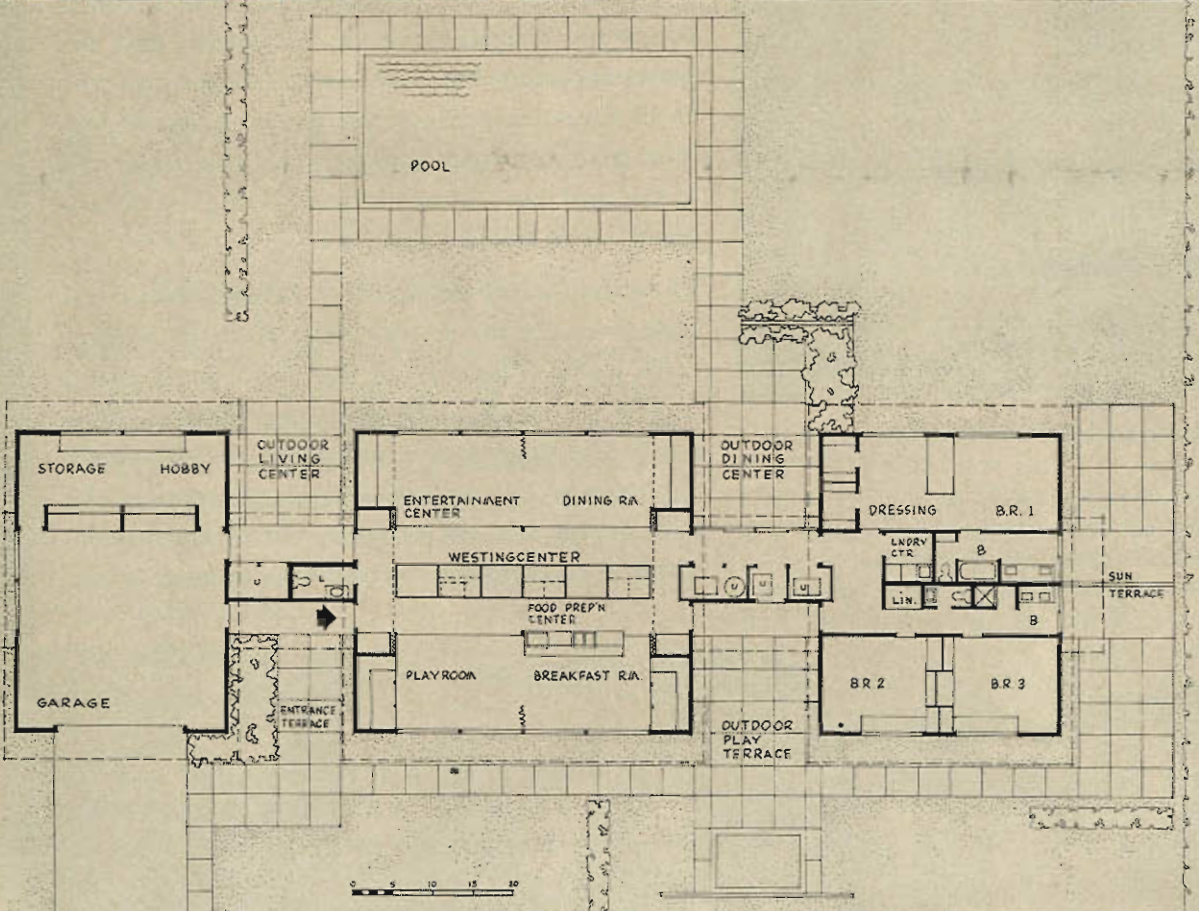 POOL
STORAGE
HOBBY
OUTDOOR
LIVING
CENTER
ENTERTAINMENT
CENTER
DINING RM.
OUTDOOR
DINING
CENTER
DRESSING
B.R. 1
WESTINGCENTER
LNDRY
CTR
B
FOOD PREP'N
CENTER
LIN.
B
SUN
TERRACE
C
L
U
PLAYROOM
BREAKFAST RM.
B.R 2
B.R. 3
GARAGE
ENTRANCE
TERRACE
OUTDOOR
PLAY
TERRACE
0 5 10 15 20